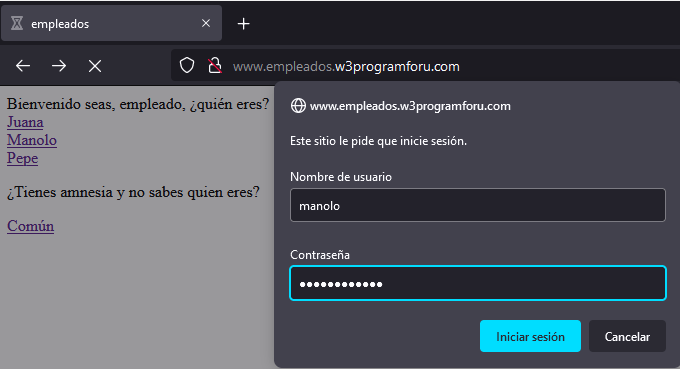 empleados
www.empleados.w3programforu.com
Bienvenido seas, empleado, ¿quién eres?
Juana
Manolo
Pepe
¿Tienes amnesia y no sabes quien eres?
Común
www.empleados.w3programforu.com
Este sitio le pide que inicie sesión.
Nombre de usuario
manolo
Contraseña
●●●●●●●●●●●●
Iniciar sesión Cancelar